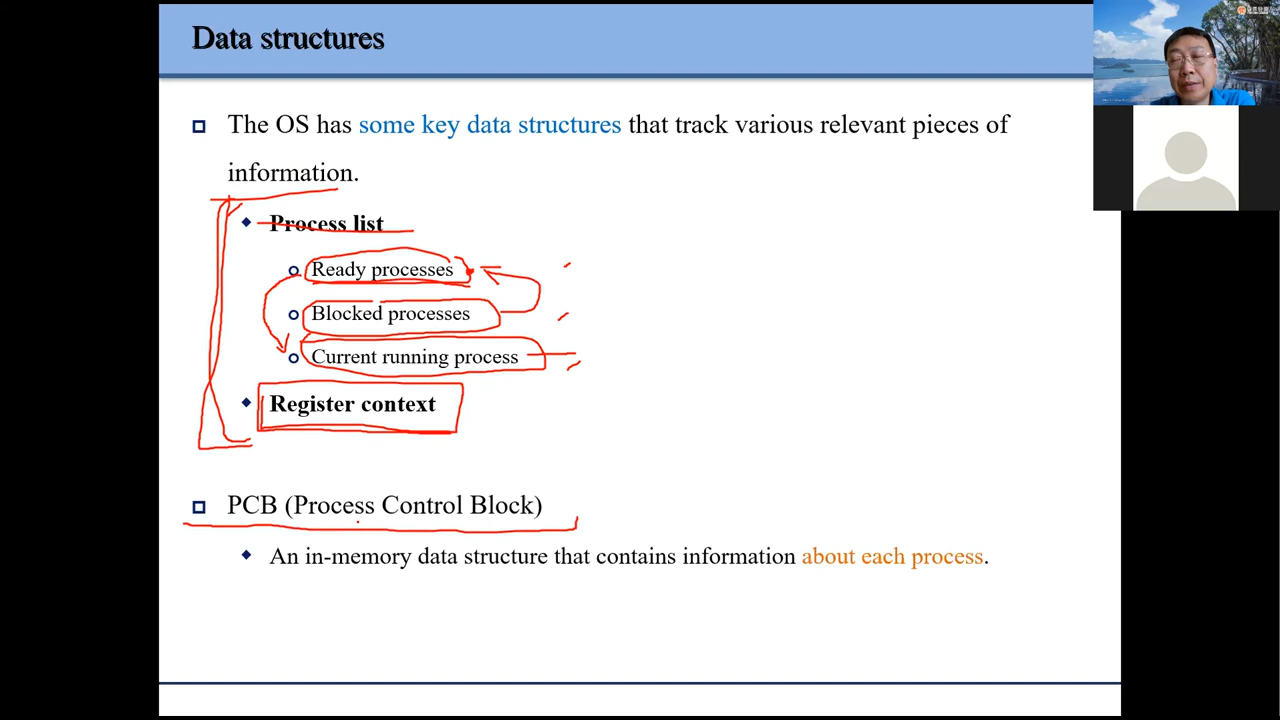 Data structures
The OS has some key data structures that track various relevant pieces of
information.
Process list
Ready processes
Blocked processes
Current running process
Register context
PCB (Process Control Block)
An in-memory data structure that contains information about each process.